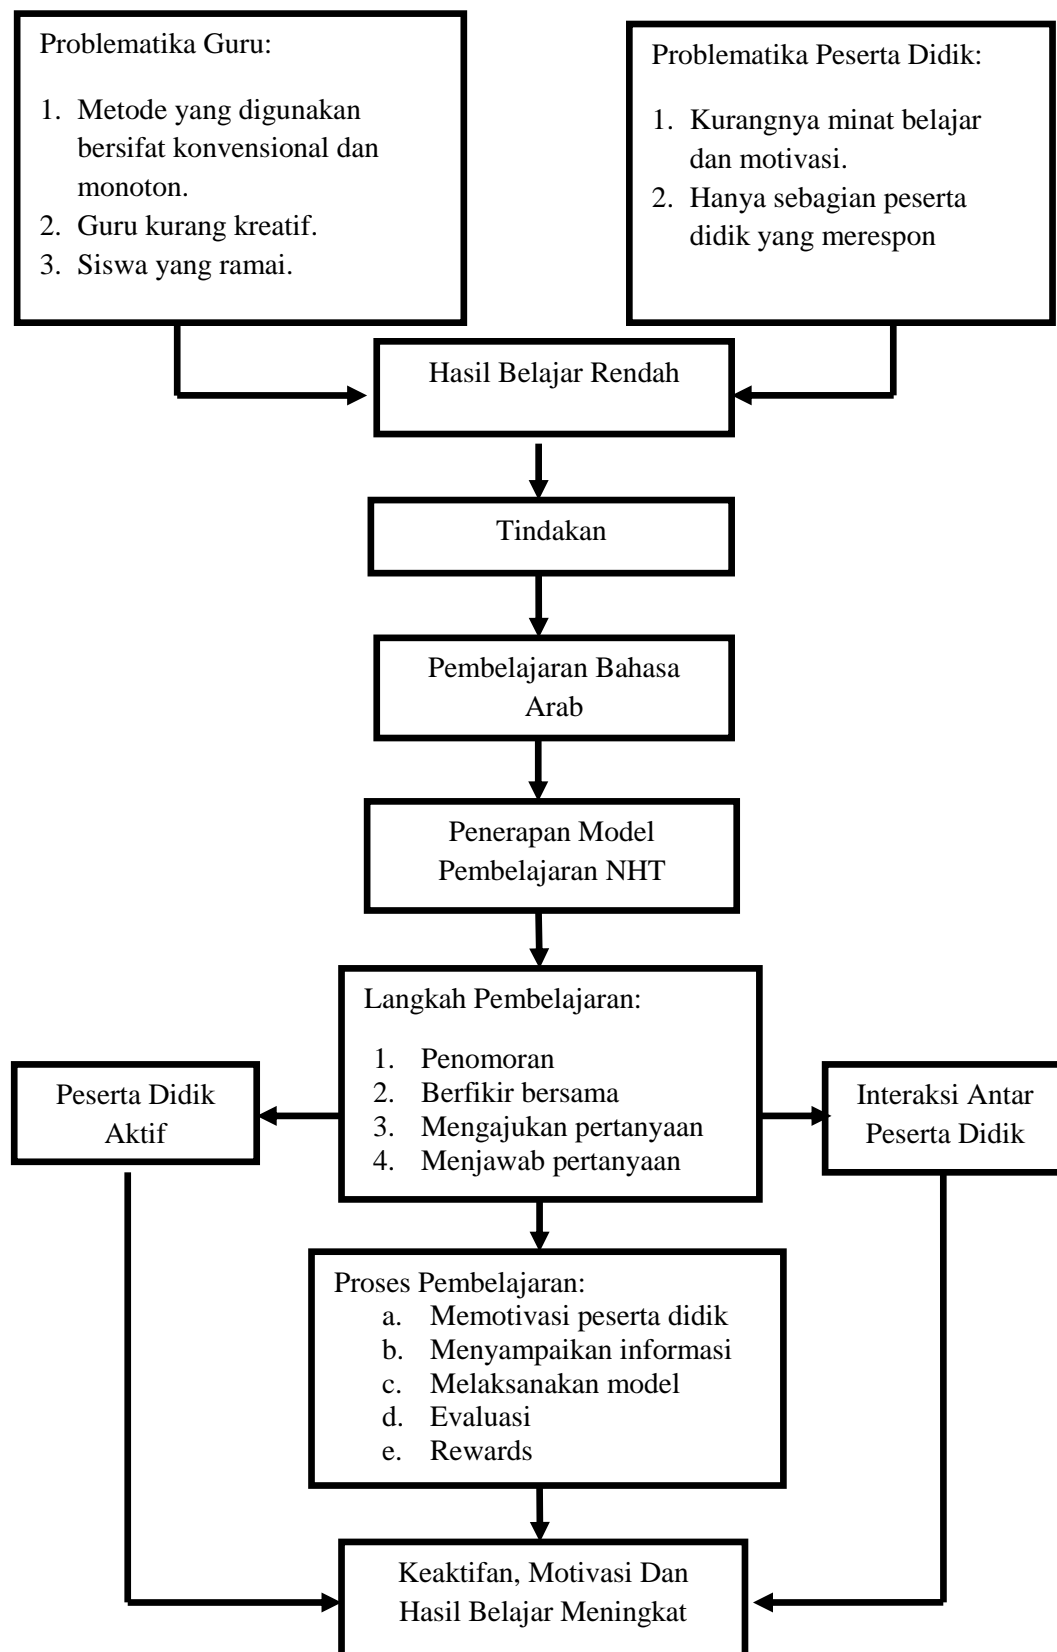 Problematika Guru:
1. Metode yang digunakan
bersifat konvensional dan
monoton.
2. Guru kurang kreatif.
3. Siswa yang ramai.
Problematika Peserta Didik:
1. Kurangnya minat belajar
dan motivasi.
2. Hanya sebagian peserta
didik yang merespon
Hasil Belajar Rendah
Tindakan
Pembelajaran Bahasa
Arab
Penerapan Model
Pembelajaran NHT
Langkah Pembelajaran:
1. Penomoran
2. Berfikir bersama
3. Mengajukan pertanyaan
4. Menjawab pertanyaan
Peserta Didik
Aktif
Interaksi Antar
Peserta Didik
Proses Pembelajaran:
a. Memotivasi peserta didik
b. Menyampaikan informasi
c. Melaksanakan model
d. Evaluasi
e. Rewards
Keaktifan, Motivasi Dan
Hasil Belajar Meningkat